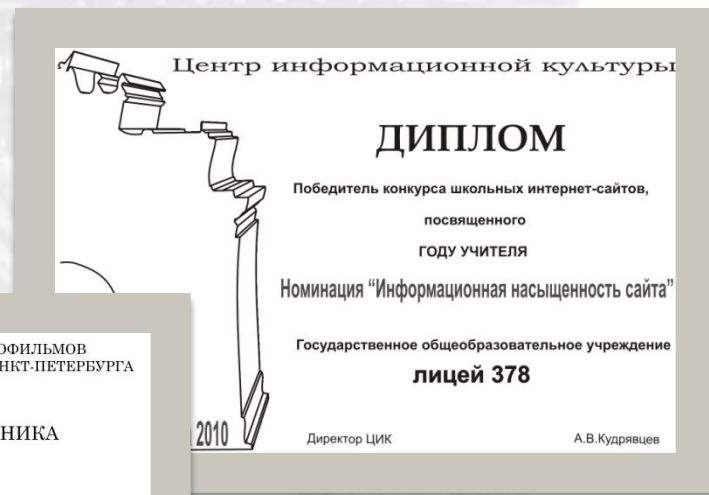 Центр информационной культуры
ДИПЛОМ
Победитель конкурса школьных интернет-сайтов,
посвященного
ГОДУ УЧИТЕЛЯ
Номинация “Информационная насыщенность сайта”
Государственное общеобразовательное учреждение
лицей 378
2010
Директор ЦИК А.В.Кудрявцев